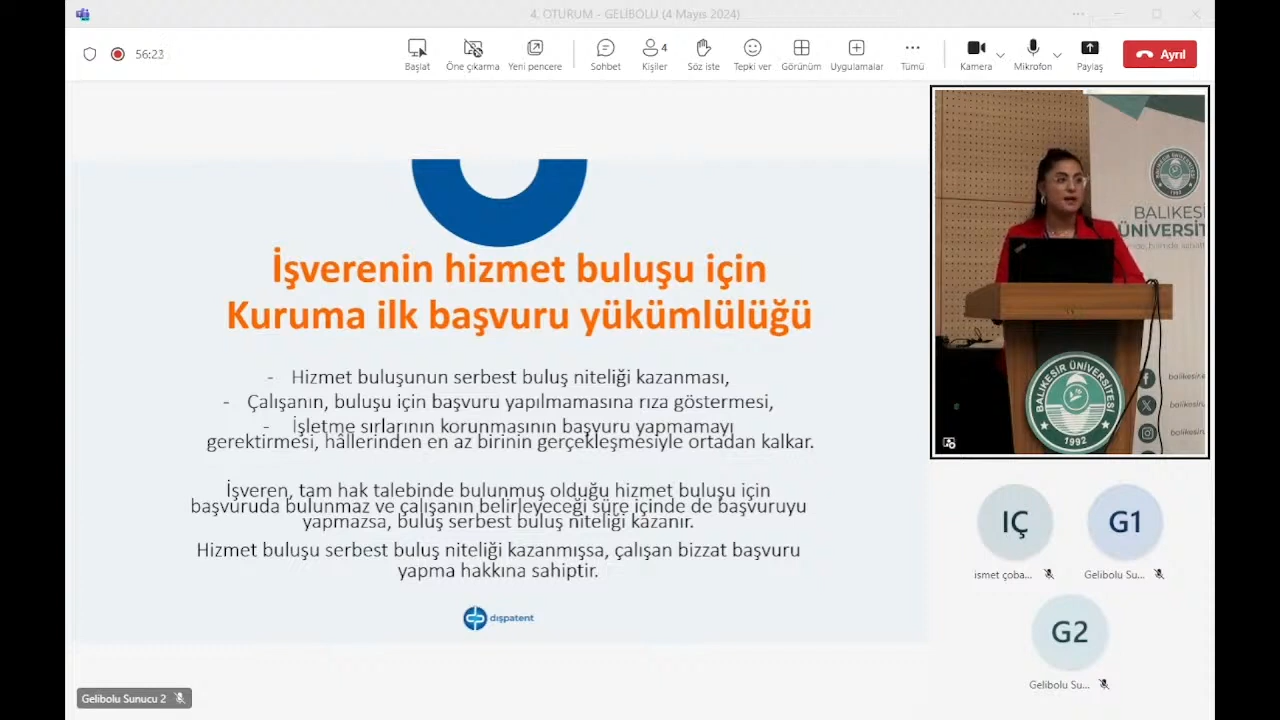 4. OTURUM - GELİBOLU (4 Mayıs 2024)
56:23
Başlat
Öne çıkarma
Yeni pencere
Sohbet
4
Kişiler
Söz iste
Tepki ver
Görünüm
Uygulamalar
Tümü
Kamera
Mikrofon
Paylaş
Ayrıl
İşverenin hizmet buluşu için
Kuruma ilk başvuru yükümlülüğü
- Hizmet buluşunun serbest buluş niteliği kazanması,
- Çalışanın, buluşu için başvuru yapılmamasına rıza göstermesi,
- İşletme sırlarının korunmasının başvuru yapmamayı
gerektirmesi, hallerinden en az birinin gerçekleşmesiyle ortadan kalkar.
İşveren, tam hak talebinde bulunmuş olduğu hizmet buluşu için
başvuruda bulunmaz ve çalışanın belirleyeceği süre içinde de başvuruyu
yapmazsa, buluş serbest buluş niteliği kazanır.
Hizmet buluşu serbest buluş niteliği kazanmışsa, çalışan bizzat başvuru
yapma hakkına sahiptir.
dışpatent
Gelibolu Sunucu 2
BALIKESİ
ÜNİVERSİT
BALIKESİR ÜNİVERSİTESİ
1992
balikesir
balikesiru
balikesiru
IÇ
ismet çoba...
G1
Gelibolu Su...
G2
Gelibolu Su...